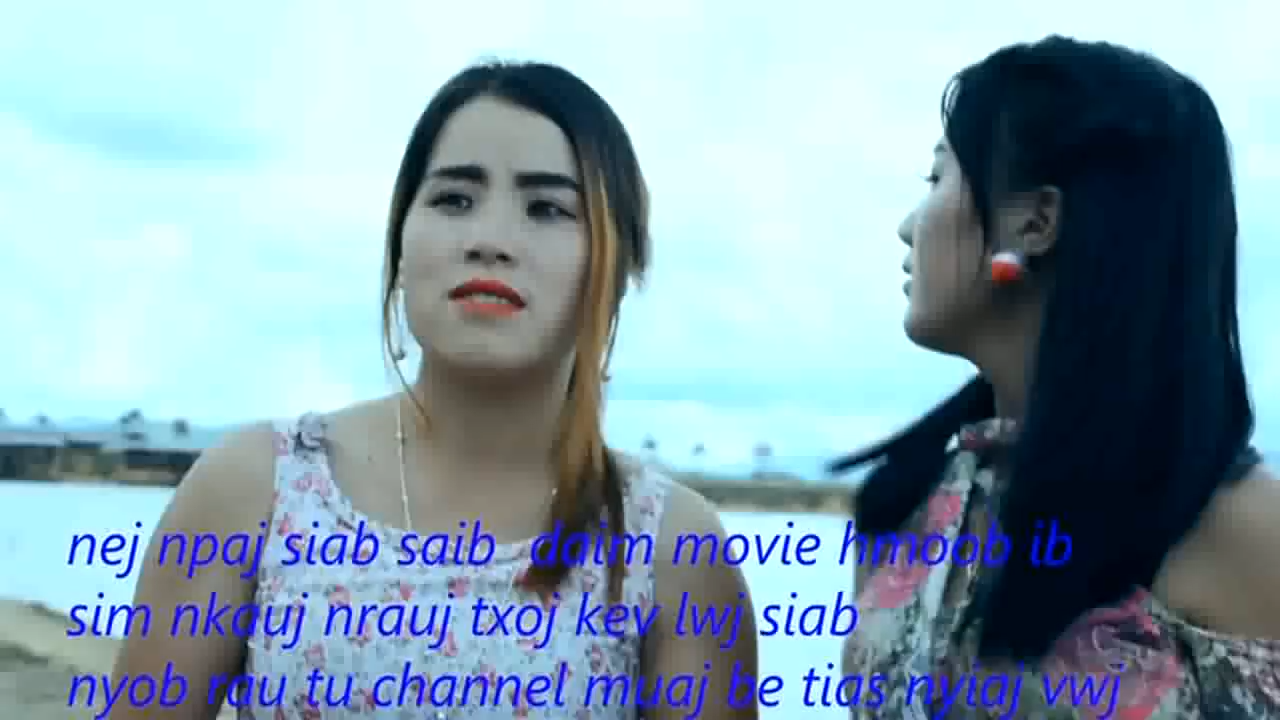 nej npaj siab saib daim movie hmoob ib
sim nkauj nrauj txoj kev lwj siab
nyob rau tu channel muaj be tias nyiaj vwj